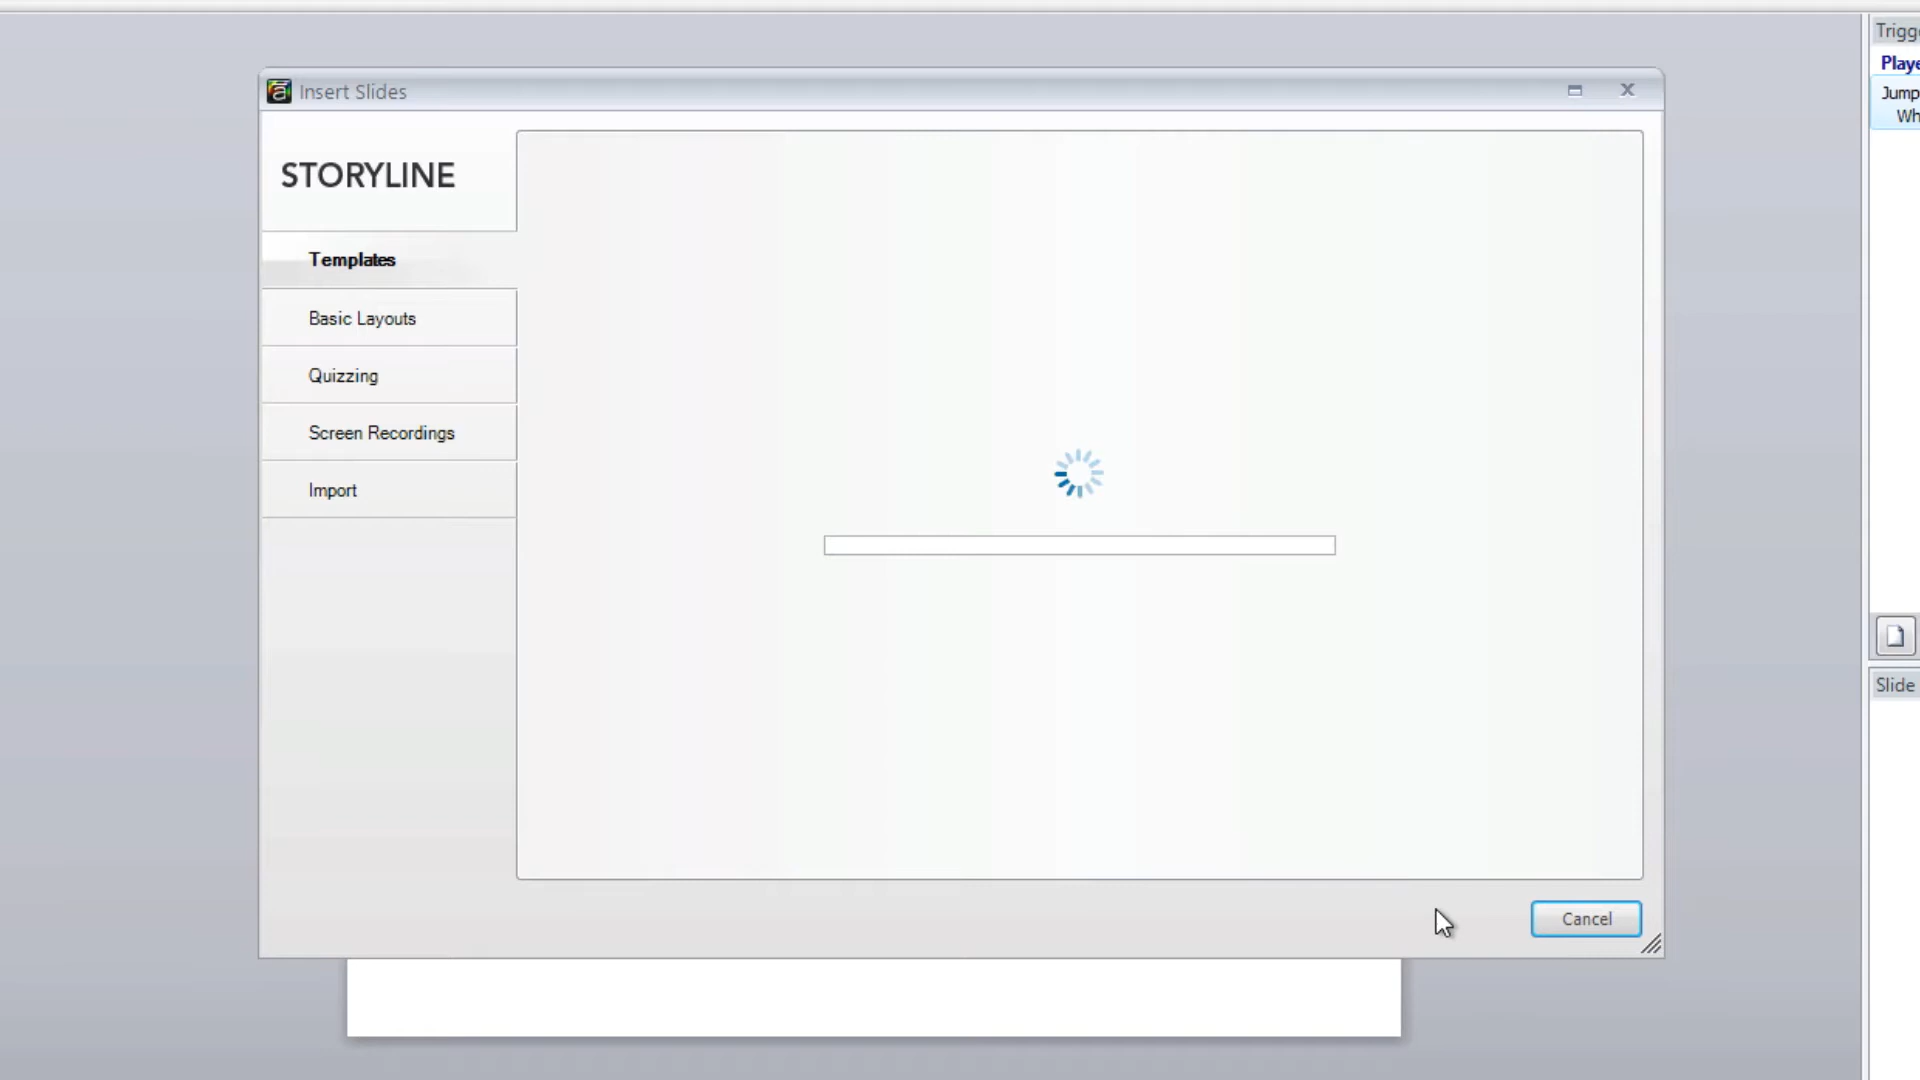 Insert Slides
STORYLINE
Templates
Basic Layouts
Quizzing
Screen Recordings
Import
Cancel
Trigg
Playe
Jump
Wh
Slide